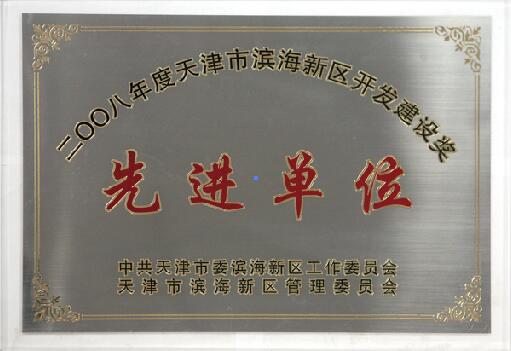 二〇〇八年度天津市滨海新区开发建设奖
先进单位
中共天津市委滨海新区工作委员会
天津市滨海新区管理委员会